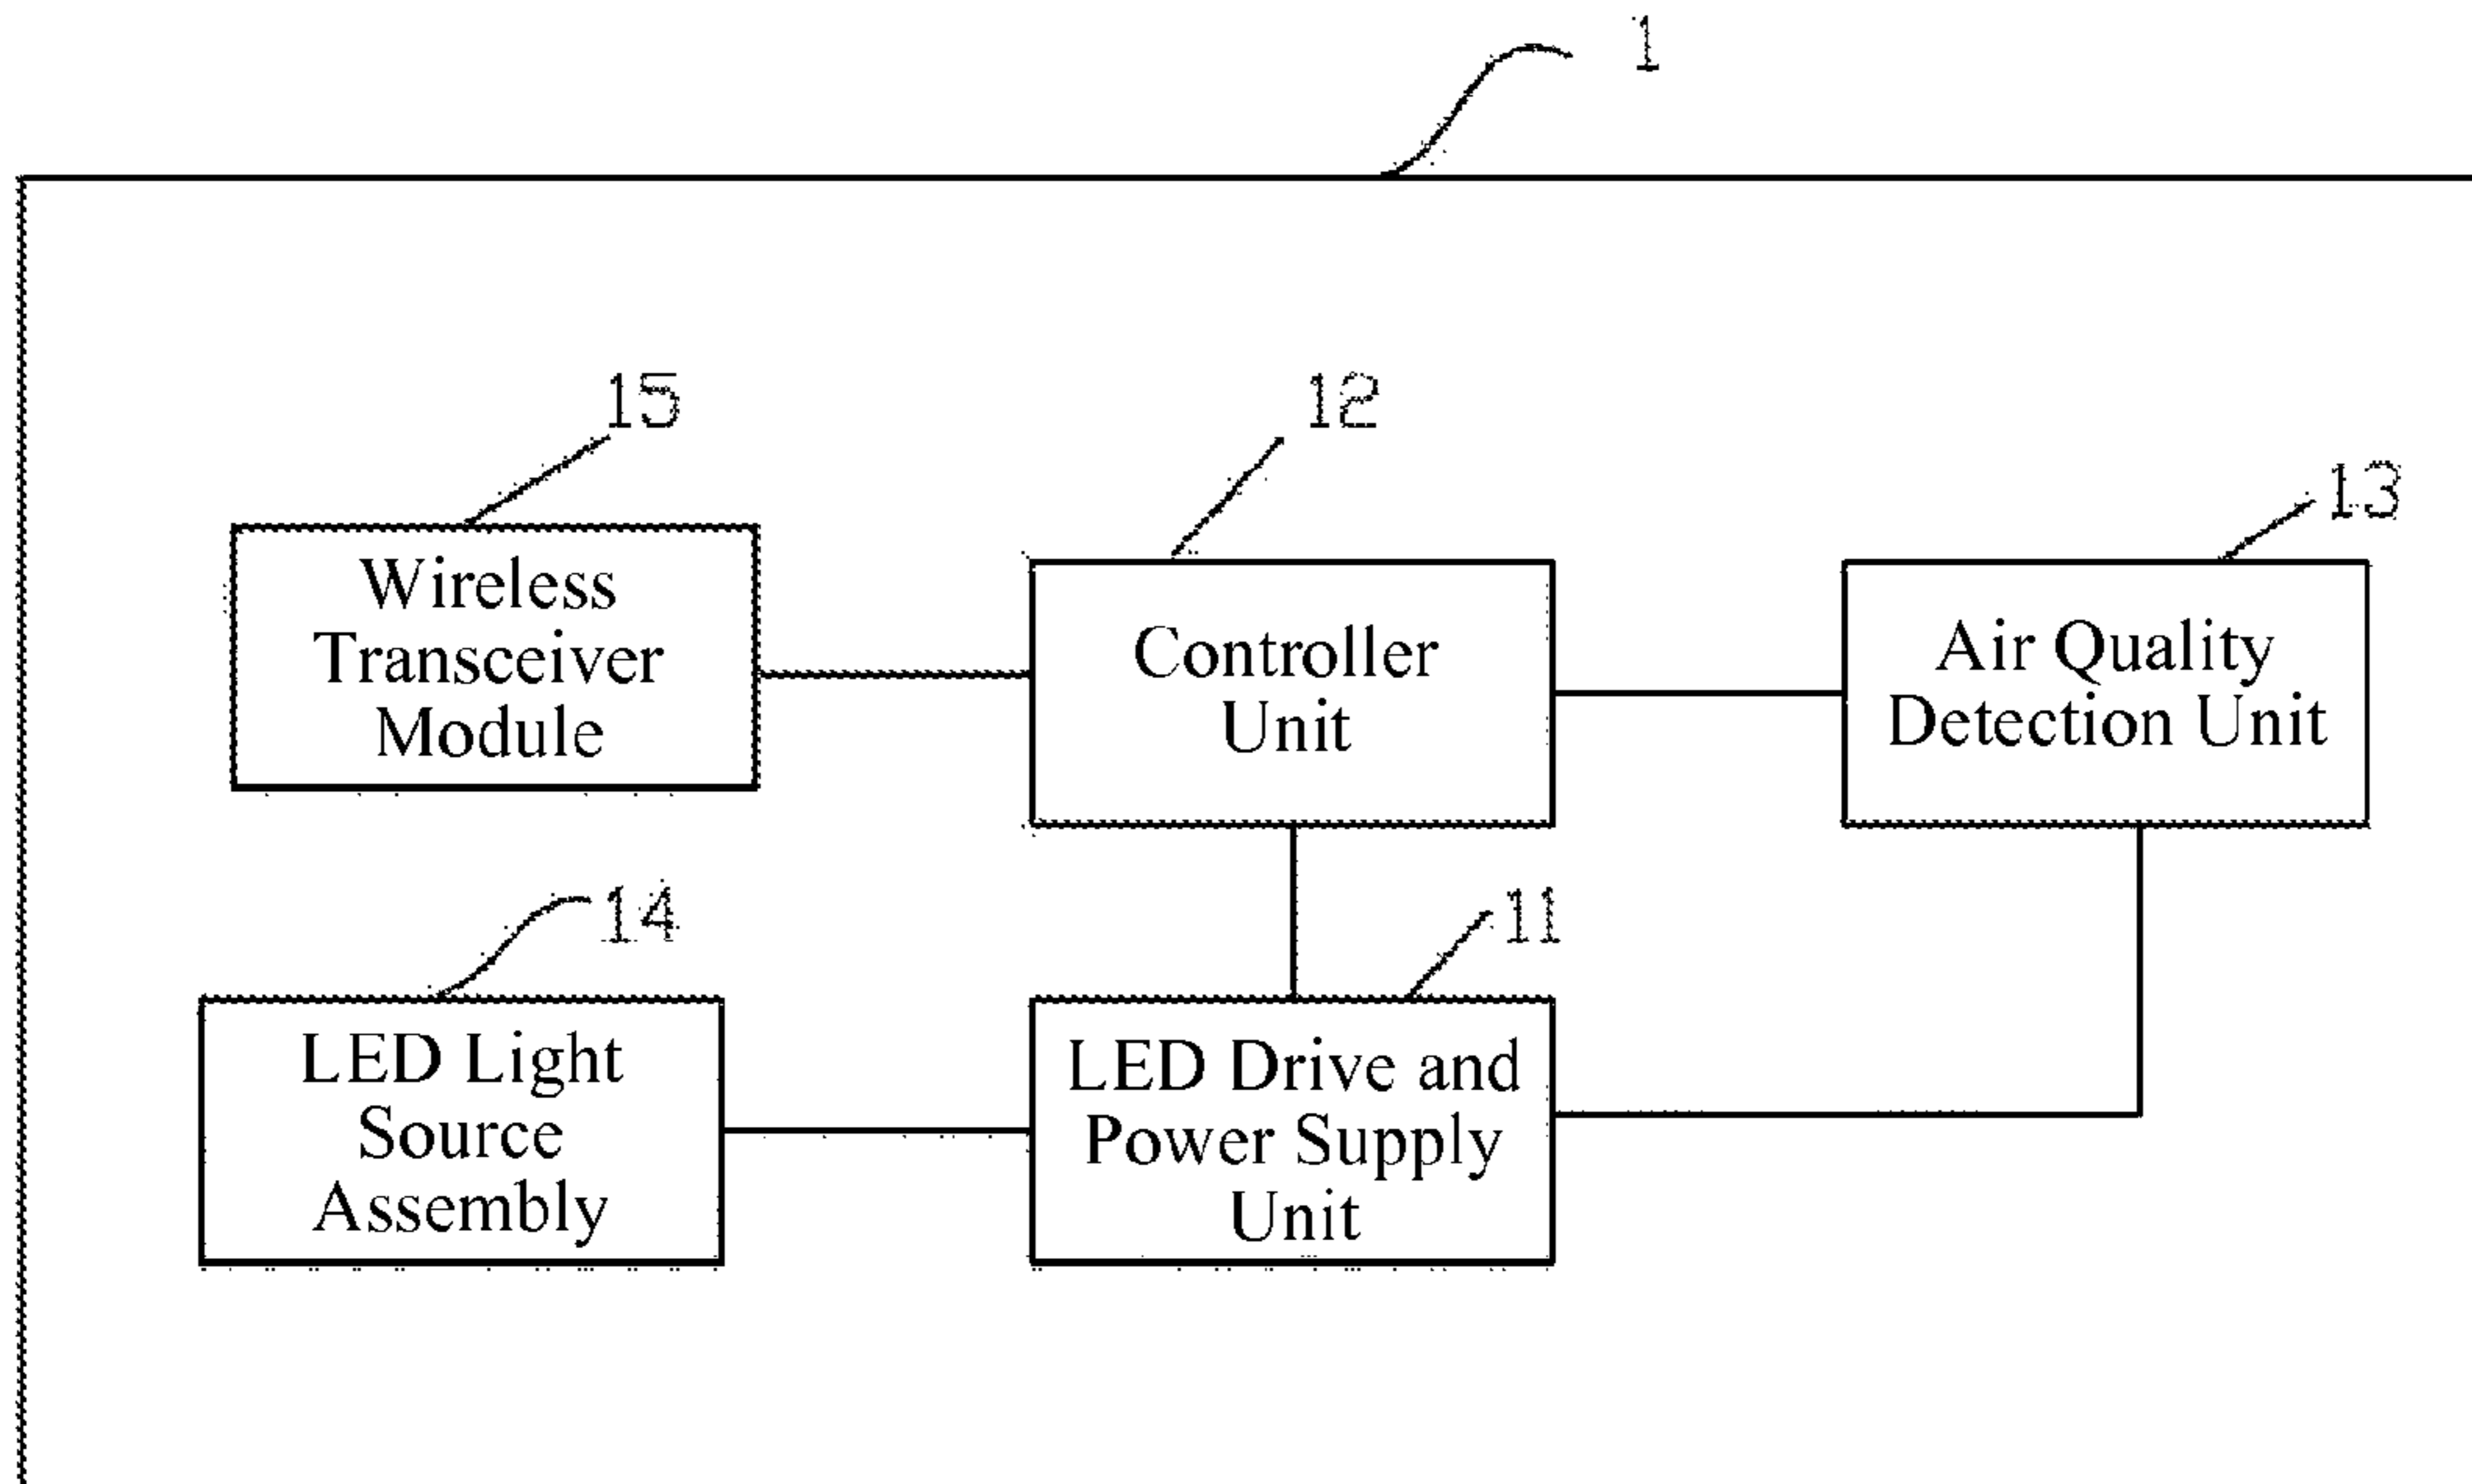 1
15
12
13
Wireless
Transceiver
Module
Controller
Unit
Air Quality
Detection Unit
14
11
LED Light
Source
Assembly
LED Drive and
Power Supply
Unit